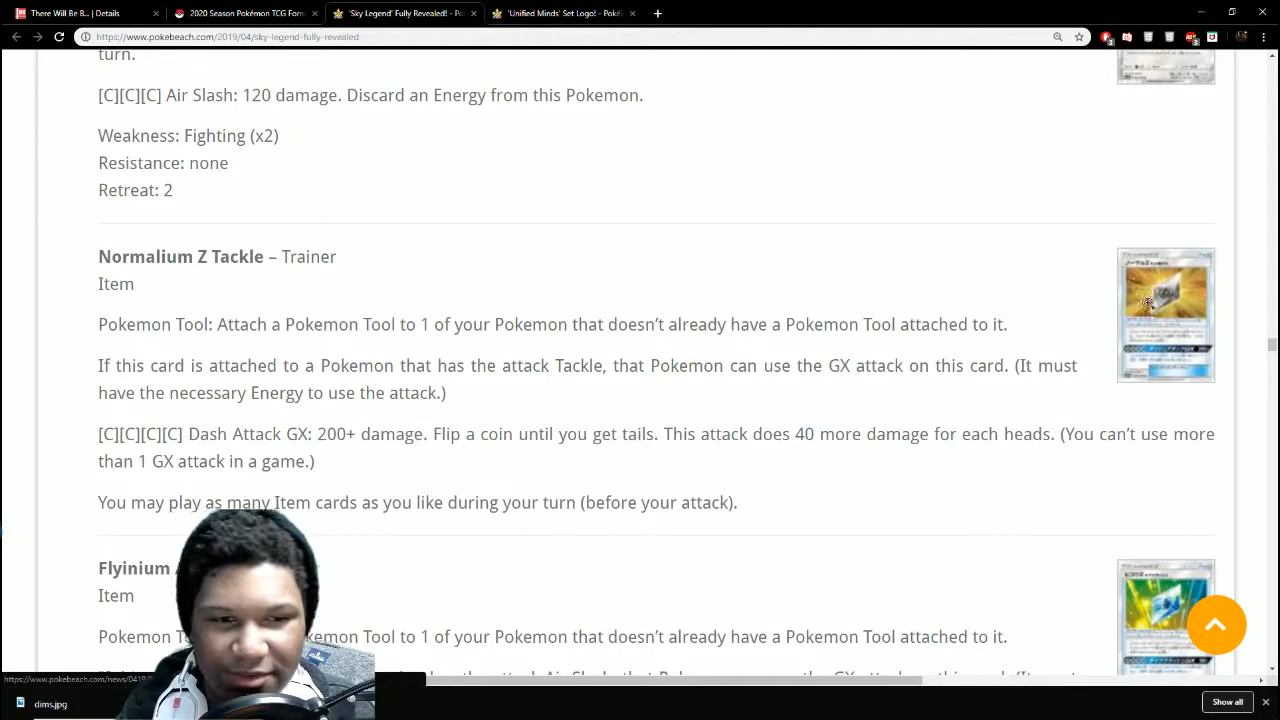 There Will Be B... | Details
2020 Season Pokémon TCG Form
'Sky Legend' Fully Revealed! - Po
'Unified Minds' Set Logo! - Poké
https://www.pokebeach.com/2019/04/sky-legend-fully-revealed
turn.
[C][C][C] Air Slash: 120 damage. Discard an Energy from this Pokemon.
Weakness: Fighting (x2)
Resistance: none
Retreat: 2
Normalium Z Tackle – Trainer
Item
Pokemon Tool: Attach a Pokemon Tool to 1 of your Pokemon that doesn't already have a Pokemon Tool attached to it.
If this card is attached to a Pokemon that has the attack Tackle, that Pokemon can use the GX attack on this card. (It must
have the necessary Energy to use the attack.)
[C][C][C][C] Dash Attack GX: 200+ damage. Flip a coin until you get tails. This attack does 40 more damage for each heads. (You can't use more
than 1 GX attack in a game.)
You may play as many Item cards as you like during your turn (before your attack).
Flyinium
Item
Pokemon kemon Tool to 1 of your Pokemon that doesn't already have a Pokemon Tool attached to it.
https://www.pokebeach.com/news/0419/
dims.jpg
Show all